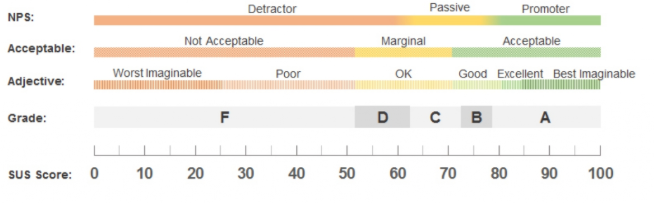 NPS: Detractor Passive Promoter
Acceptable: Not Acceptable Marginal Acceptable
Adjective: Worst Imaginable Poor OK Good Excellent Best Imaginable
Grade: F D C B A
SUS Score: 0 10 20 30 40 50 60 70 80 90 100